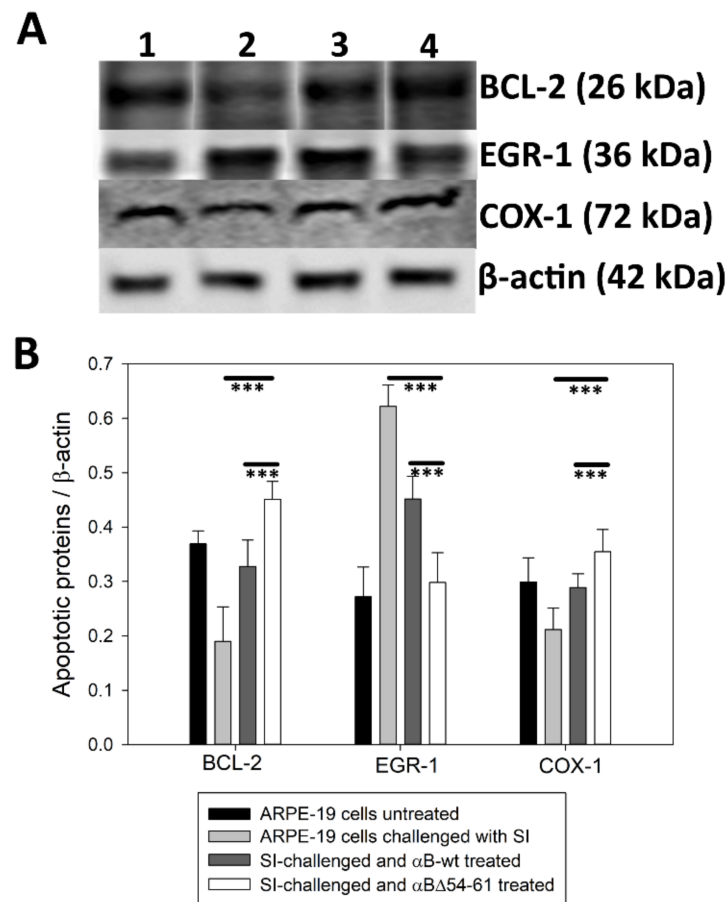 A
1 2 3 4
BCL-2 (26 kDa)
EGR-1 (36 kDa)
COX-1 (72 kDa)
β-actin (42 kDa)
B
Apoptotic proteins / β-actin
0.7
0.6
0.5
0.4
0.3
0.2
0.1
0.0
*** *** ***
*** *** ***
BCL-2 EGR-1 COX-1
ARPE-19 cells untreated
ARPE-19 cells challenged with SI
SI-challenged and αB-wt treated
SI-challenged and αBΔ54-61 treated